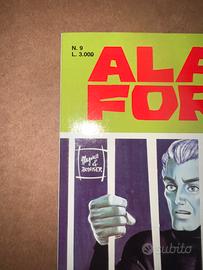 N. 9
L. 3.000
ALA
FOR
Magnus &
BUNKER
subito